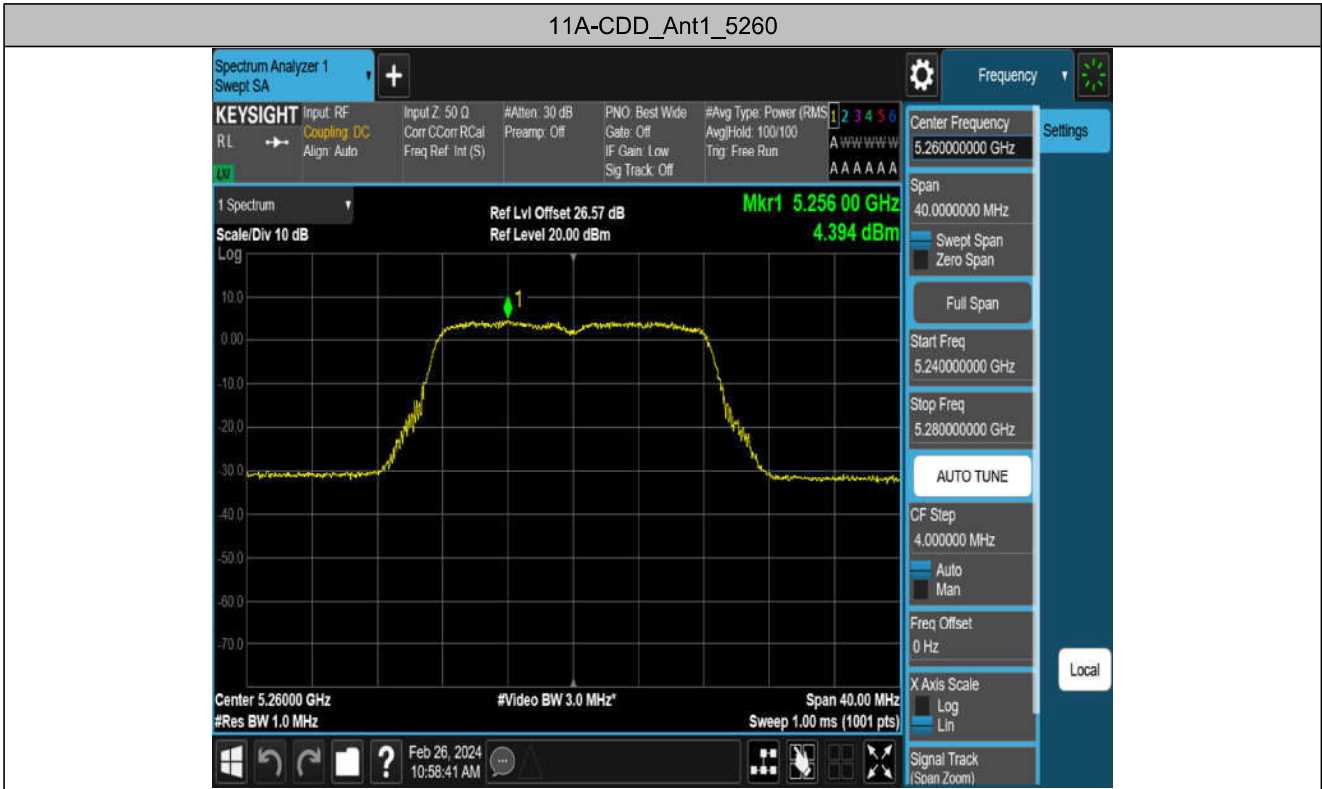 11A-CDD_Ant1_5260
Spectrum Analyzer 1
Swept SA
+
Frequency
KEYSIGHT
RL
LXI
Input: RF
Coupling: DC
Align: Auto
Input Z: 50 Ω
Corr CCorr RCal
Freq Ref: Int (S)
#Atten: 30 dB
Preamp: Off
PNO: Best Wide
Gate: Off
IF Gain: Low
Sig Track: Off
#Avg Type: Power (RMS
Avg|Hold: 100/100
Trig: Free Run
1 2 3 4 5 6
A W W W W W
A A A A A A
1 Spectrum
Scale/Div 10 dB
Log
Ref Lvl Offset 26.57 dB
Ref Level 20.00 dBm
Mkr1 5.256 00 GHz
4.394 dBm
1
10.0
0.00
-10.0
-20.0
-30.0
-40.0
-50.0
-60.0
-70.0
Center 5.26000 GHz
#Res BW 1.0 MHz
#Video BW 3.0 MHz*
Span 40.00 MHz
Sweep 1.00 ms (1001 pts)
?
Feb 26, 2024
10:58:41 AM
Center Frequency
5.260000000 GHz
Settings
Span
40.0000000 MHz
Swept Span
Zero Span
Full Span
Start Freq
5.240000000 GHz
Stop Freq
5.280000000 GHz
AUTO TUNE
CF Step
4.000000 MHz
Auto
Man
Freq Offset
0 Hz
X Axis Scale
Log
Lin
Local
Signal Track
(Span Zoom)